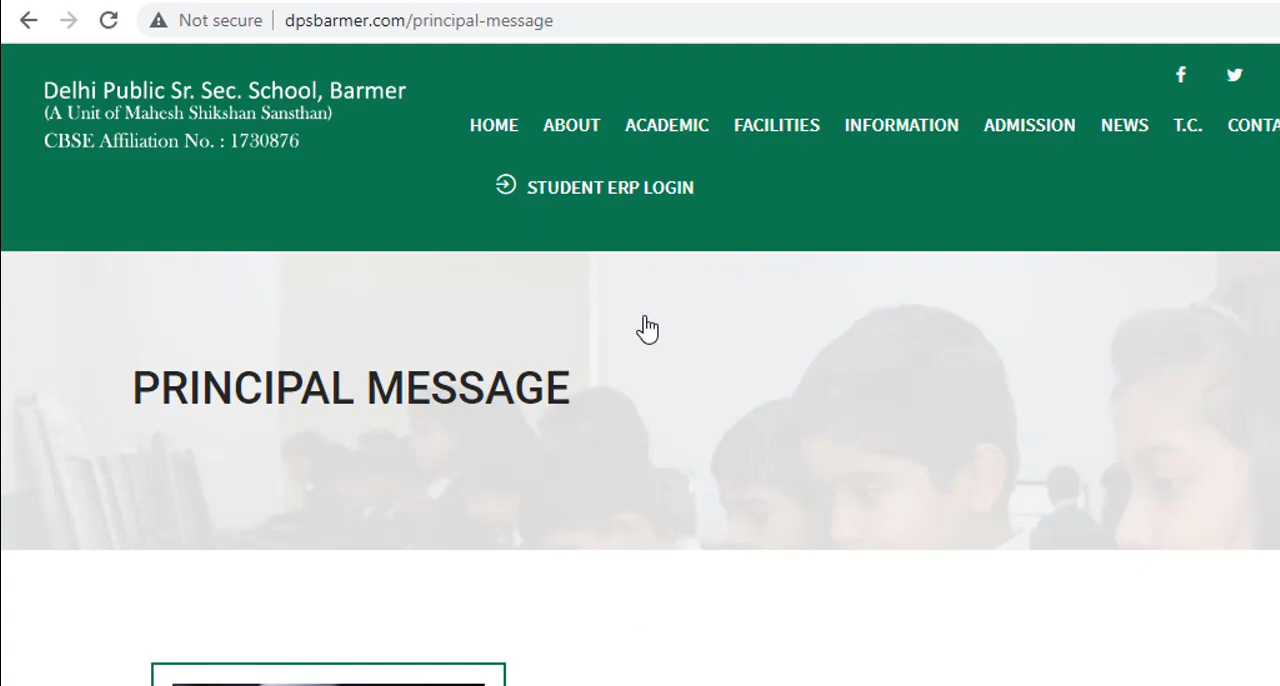 Not secure | dpsbarmer.com/principal-message
Delhi Public Sr. Sec. School, Barmer
(A Unit of Mahesh Shikshan Sansthan)
CBSE Affiliation No. : 1730876
HOME ABOUT ACADEMIC FACILITIES INFORMATION ADMISSION NEWS T.C. CONTA
STUDENT ERP LOGIN
PRINCIPAL MESSAGE